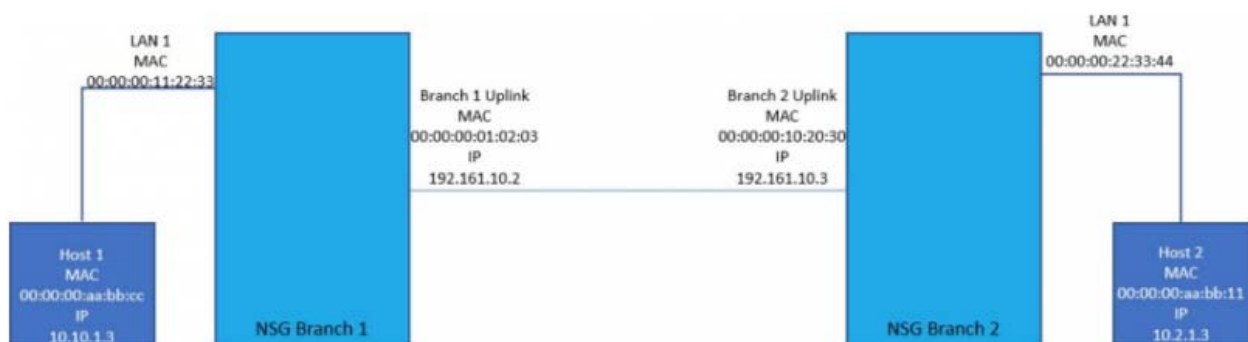 LAN 1
MAC
00:00:00:11:22:33
Branch 1 Uplink
MAC
00:00:00:01:02:03
IP
192.161.10.2
Branch 2 Uplink
MAC
00:00:00:10:20:30
IP
192.161.10.3
LAN 1
MAC
00:00:00:22:33:44
Host 1
MAC
00:00:00:aa:bb:cc
IP
10.10.1.3
NSG Branch 1
NSG Branch 2
Host 2
MAC
00:00:00:aa:bb:11
IP
10.2.1.3